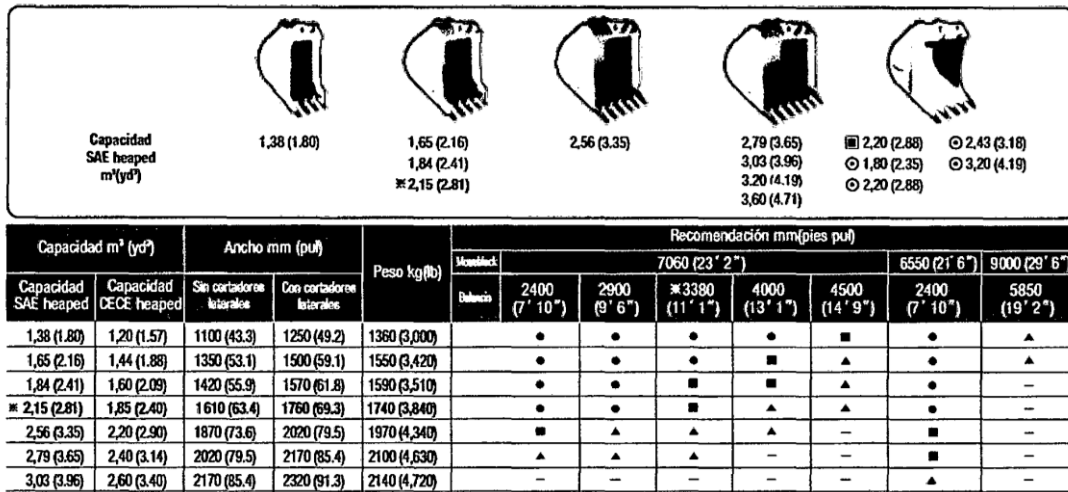 Capacidad
SAE heaped
m³(yd³)
1,38 (1.80)
1,65 (2.16)
1,84 (2.41)
※2,15 (2.81)
2,56 (3.35)
2,79 (3.65)
3,03 (3.96)
3.20 (4.19)
3,60 (4.71)
■ 2,20 (2.88) ⊙ 2,43 (3.18)
⊙ 1,80 (2.35) ⊙ 3,20 (4.19)
⊙ 2,20 (2.88)
Capacidad m³ (yd³) Ancho mm (pul) Peso kg(lb) Recomendación mm(pies pul)
7060 (23' 2") 6550 (21' 6") 9000 (29' 6")
Capacidad SAE heaped Capacidad CECE heaped Sin cortadores laterales Con cortadores laterales 2400 (7' 10") 2900 (9' 6") ※3380 (11' 1") 4000 (13' 1") 4500 (14' 9") 2400 (7' 10") 5850 (19' 2")
1,38 (1.80) 1,20 (1.57) 1100 (43.3) 1250 (49.2) 1360 (3,000) ● ● ● ● ■ ● ▲
1,65 (2.16) 1,44 (1.88) 1350 (53.1) 1500 (59.1) 1550 (3,420) ● ● ● ■ ▲ ● ▲
1,84 (2.41) 1,60 (2.09) 1420 (55.9) 1570 (61.8) 1590 (3,510) ● ● ■ ■ ▲ ● –
※ 2,15 (2.81) 1,85 (2.40) 1610 (63.4) 1760 (69.3) 1740 (3,840) ● ● ■ ▲ ▲ ● –
2,56 (3.35) 2,20 (2.90) 1870 (73.6) 2020 (79.5) 1970 (4,340) ■ ▲ ▲ ▲ – ■ –
2,79 (3.65) 2,40 (3.14) 2020 (79.5) 2170 (85.4) 2100 (4,630) ▲ ▲ ▲ – – ■ –
3,03 (3.96) 2,60 (3.40) 2170 (85.4) 2320 (91.3) 2140 (4,720) – – – – – ▲ –